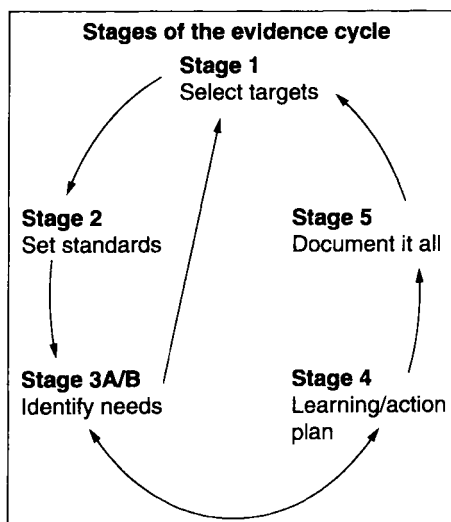 Stages of the evidence cycle
Stage 1
Select targets
Stage 2
Set standards
Stage 5
Document it all
Stage 3A/B
Identify needs
Stage 4
Learning/action
plan